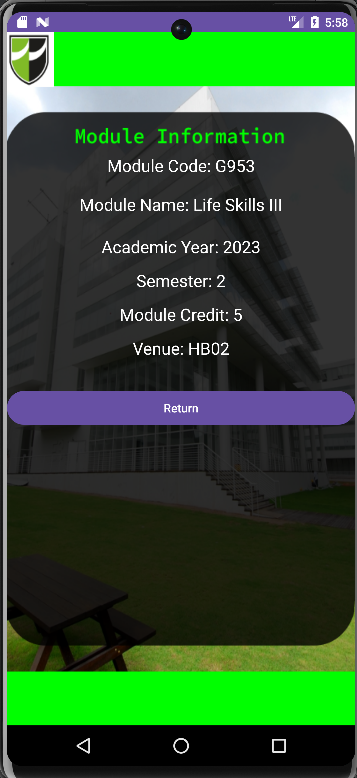 LTE 5:58
Module Information
Module Code: G953
Module Name: Life Skills III
Academic Year: 2023
Semester: 2
Module Credit: 5
Venue: HB02
Return